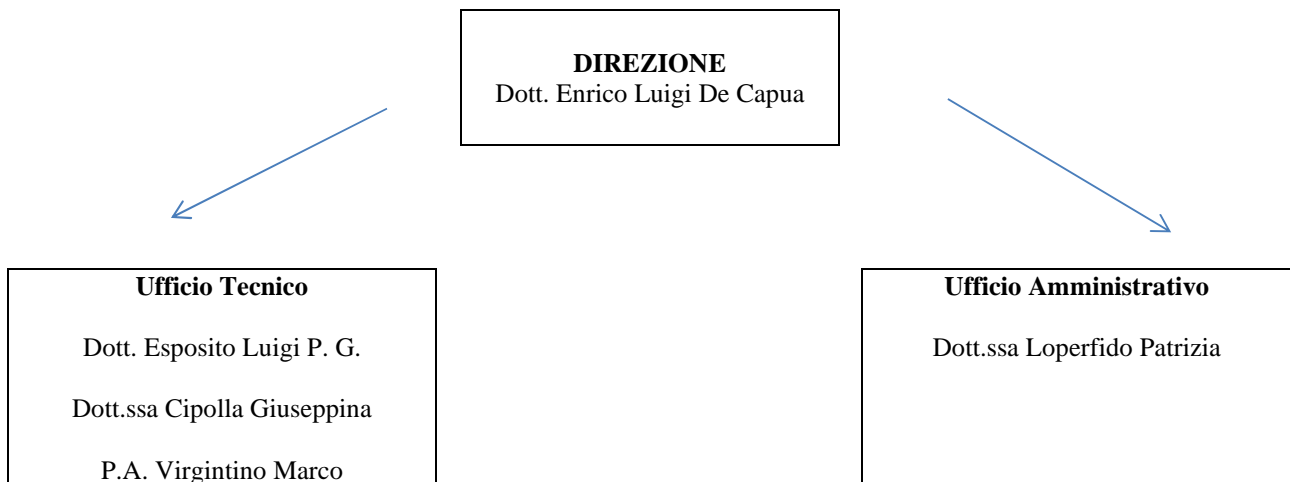 DIREZIONE
Dott. Enrico Luigi De Capua
Ufficio Tecnico
Dott. Esposito Luigi P. G.
Dott.ssa Cipolla Giuseppina
P.A. Virgintino Marco
Ufficio Amministrativo
Dott.ssa Loperfido Patrizia